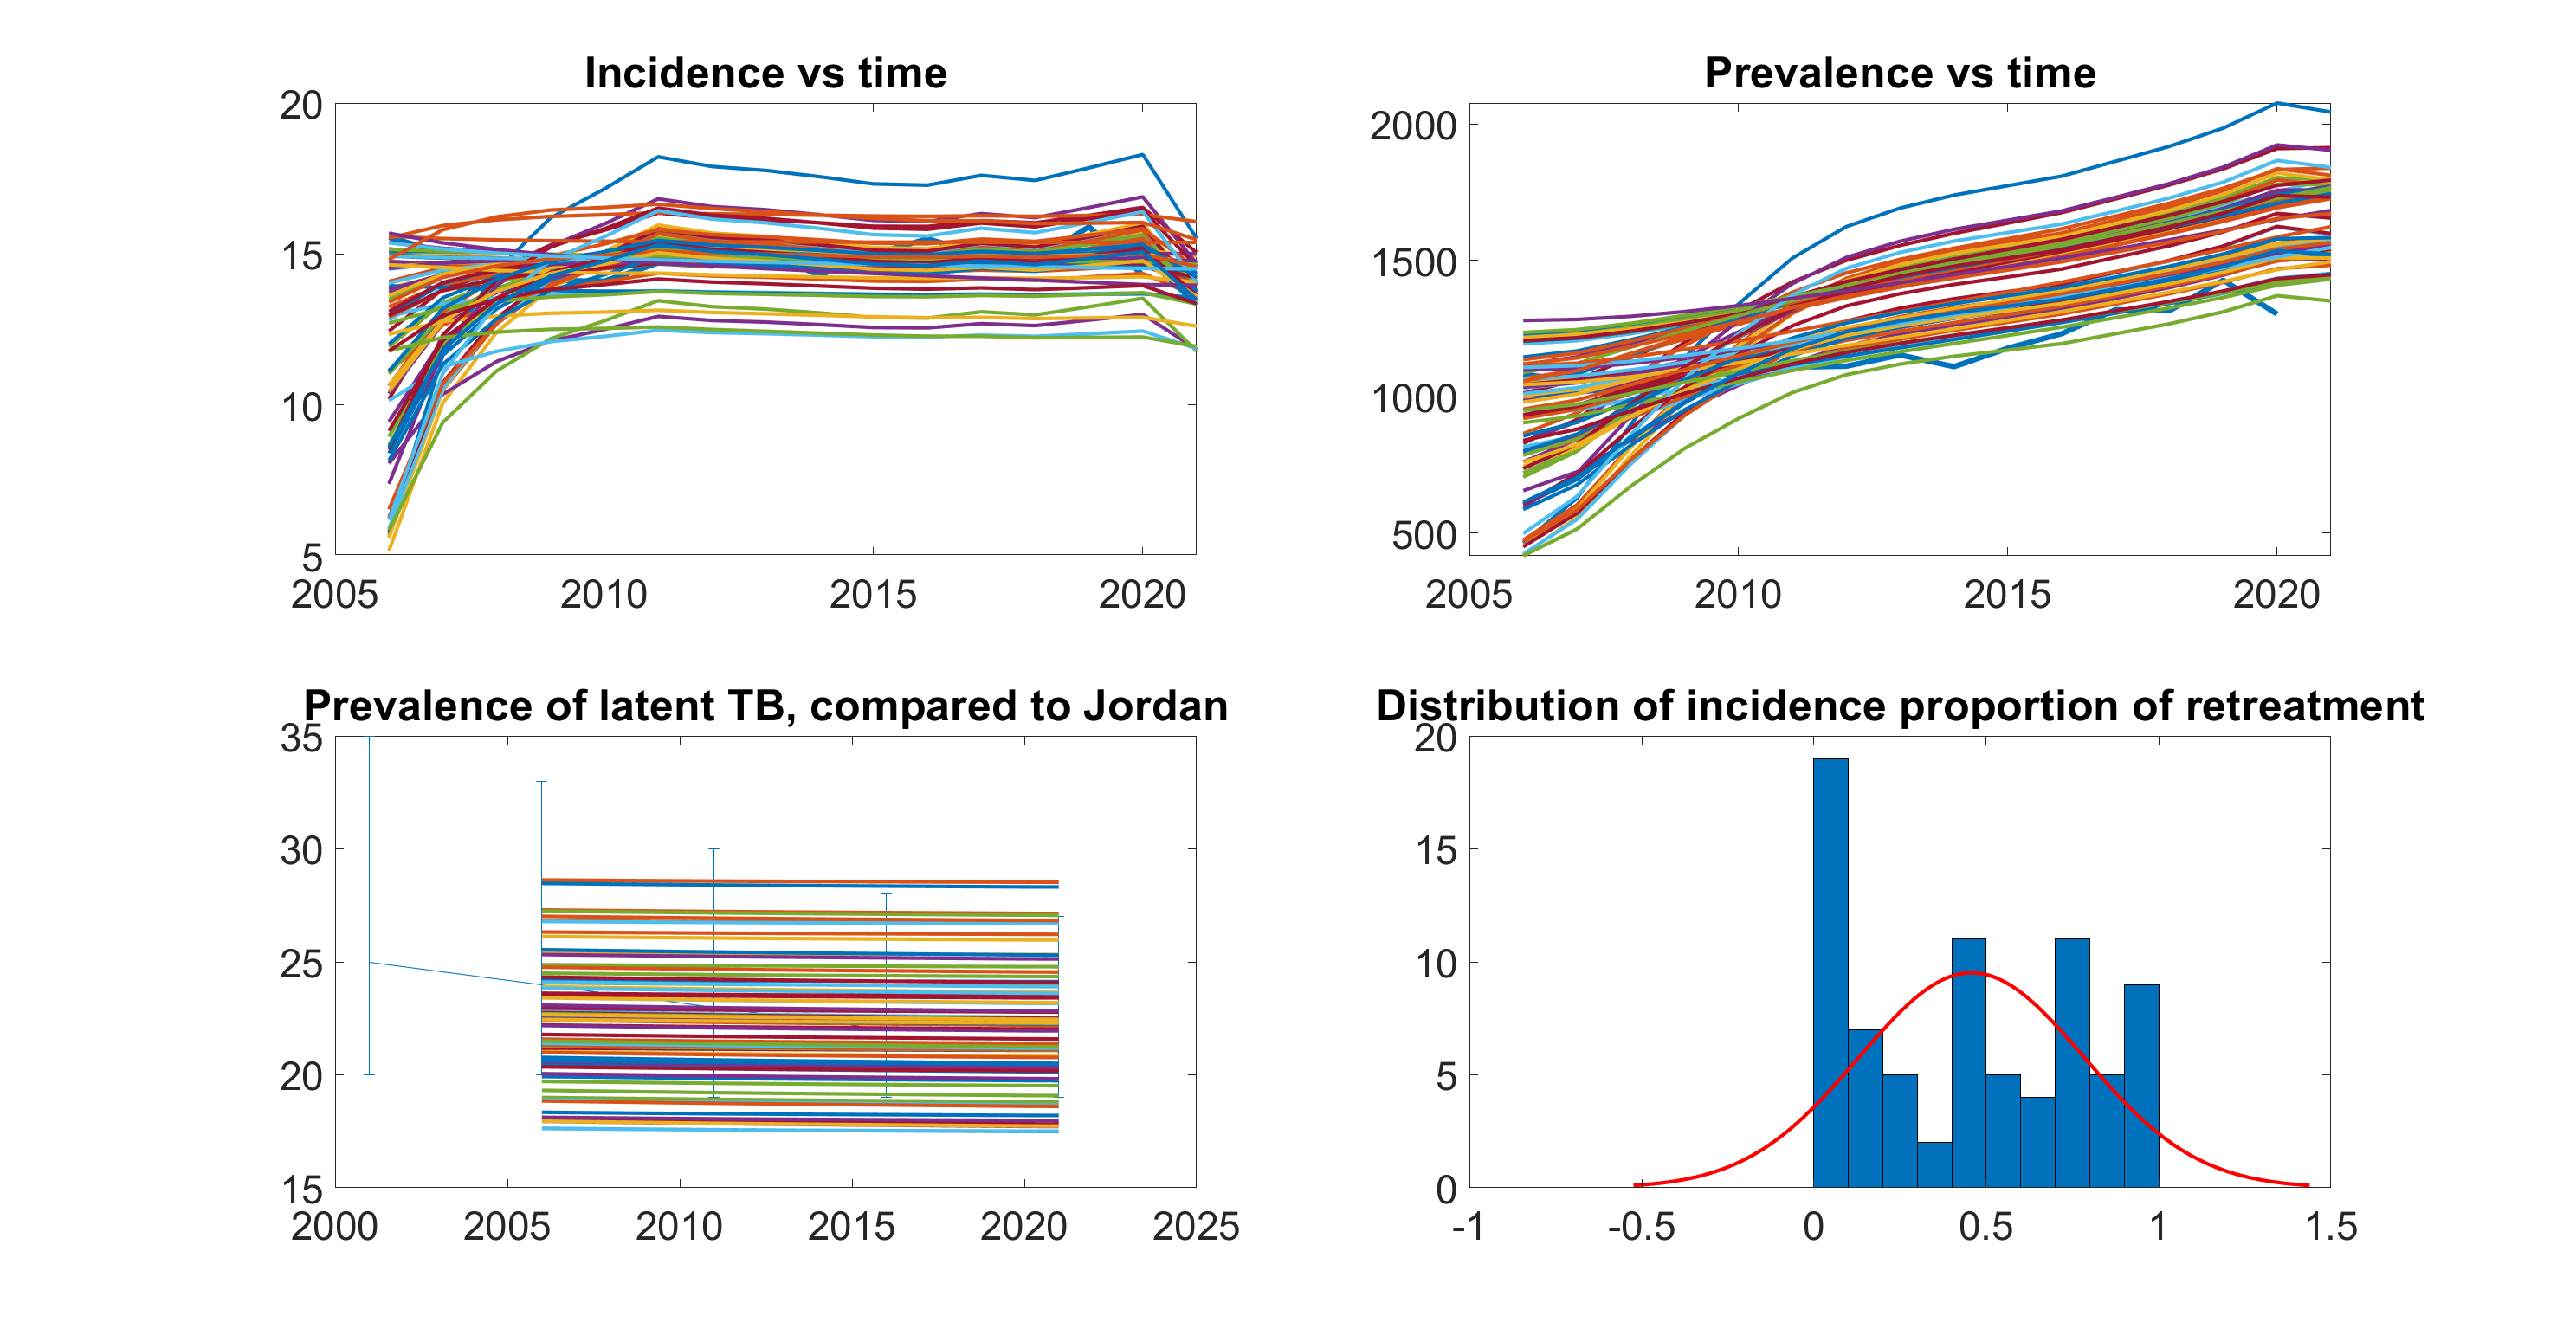 Incidence vs time
20
15
10
5
2005 2010 2015 2020
Prevalence vs time
2000
1500
1000
500
2005 2010 2015 2020
Prevalence of latent TB, compared to Jordan
35
30
25
20
15
2000 2005 2010 2015 2020 2025
Distribution of incidence proportion of retreatment
20
15
10
5
0
-1 -0.5 0 0.5 1 1.5